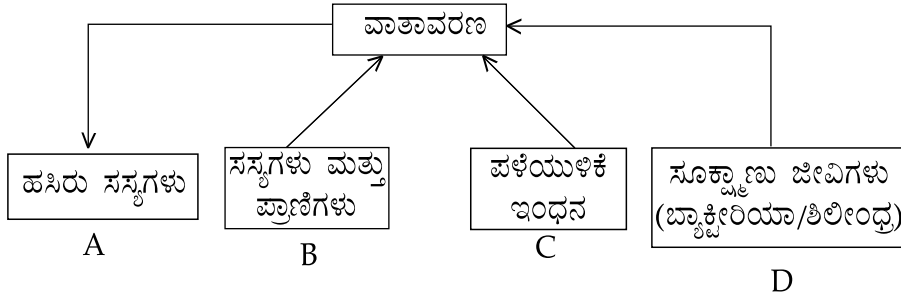 ವಾತಾವರಣ
ಹಸಿರು ಸಸ್ಯಗಳು
ಸಸ್ಯಗಳು ಮತ್ತು
ಪ್ರಾಣಿಗಳು
ಪಳೆಯುಳಿಕೆ
ಇಂಧನ
ಸೂಕ್ಷ್ಮಾಣು ಜೀವಿಗಳು
(ಬ್ಯಾಕ್ಟೀರಿಯಾ/ಶಿಲೀಂಧ್ರ)
A
B
C
D